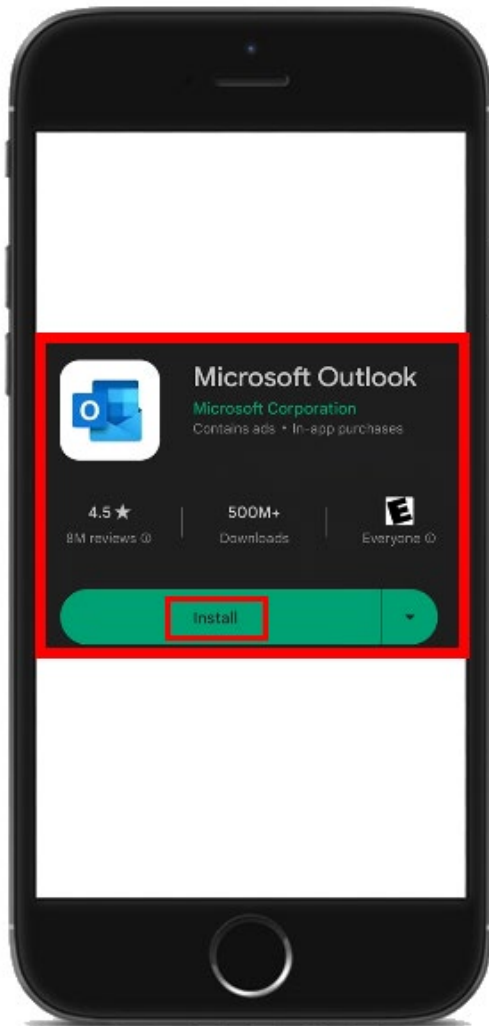 O
Microsoft Outlook
Microsoft Corporation
Contains ads • In-app purchases
4.5★
8M reviews ⓘ
500M+
Downloads
E
Everyone ⓘ
Install